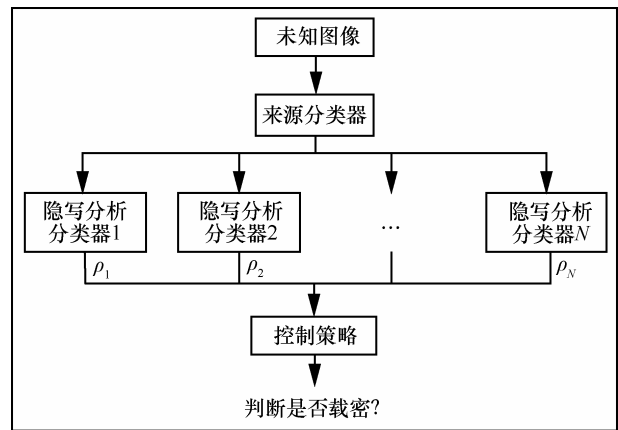 未知图像
来源分类器
隐写分析
分类器1
隐写分析
分类器2
...
隐写分析
分类器N
ρ1
ρ2
ρN
控制策略
判断是否载密?